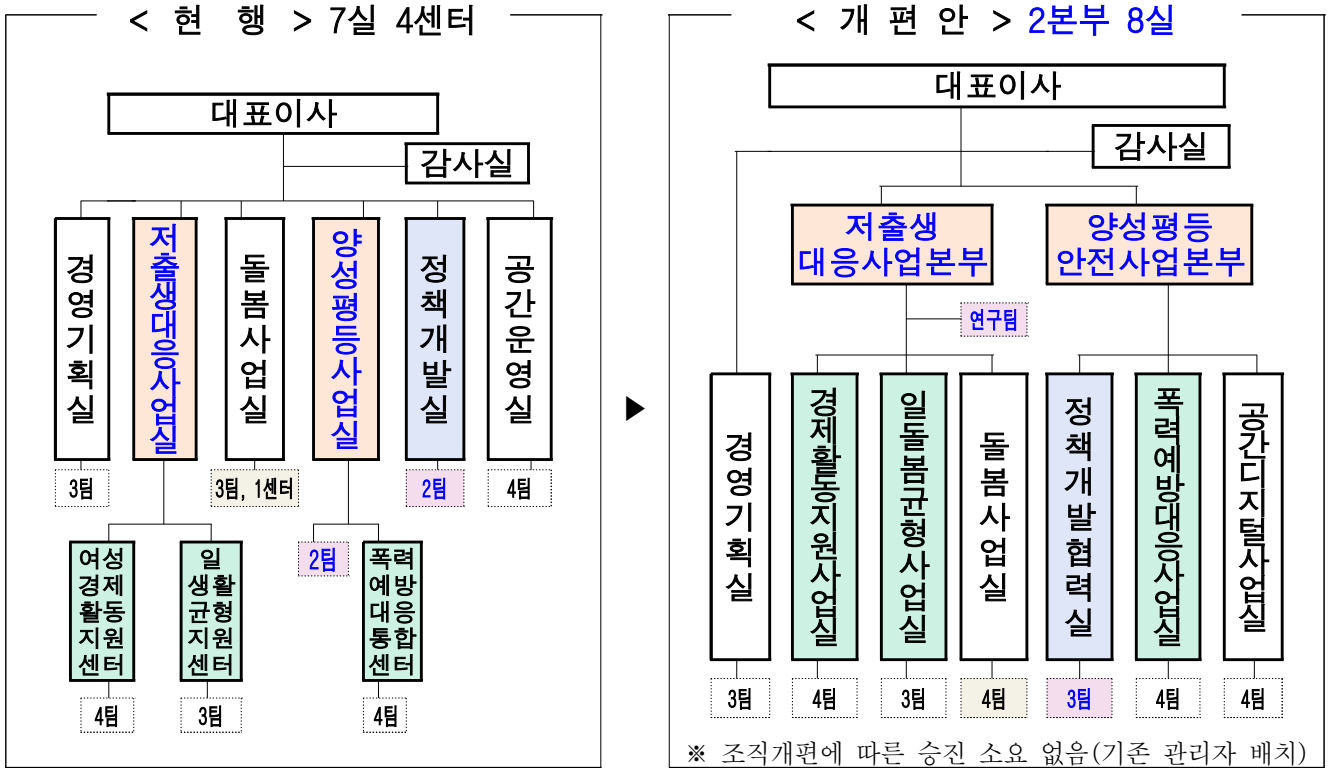 < 현 행 > 7실 4센터
대표이사
감사실
경영기획실
저출생대응사업실
돌봄사업실
양성평등사업실
정책개발실
공간운영실
3팀
3팀, 1센터
2팀
4팀
여성
경제
활동
지원
센터
일
생활
균형
지원
센터
2팀
폭력
예방
대응
통합
센터
4팀
3팀
4팀
▶
< 개 편 안 > 2본부 8실
대표이사
감사실
저출생
대응사업본부
양성평등
안전사업본부
연구팀
경영기획실
경제활동지원사업실
일돌봄균형사업실
돌봄사업실
정책개발협력실
폭력예방대응사업실
공간디지털사업실
3팀
4팀
3팀
4팀
3팀
4팀
4팀
※ 조직개편에 따른 승진 소요 없음(기존 관리자 배치)